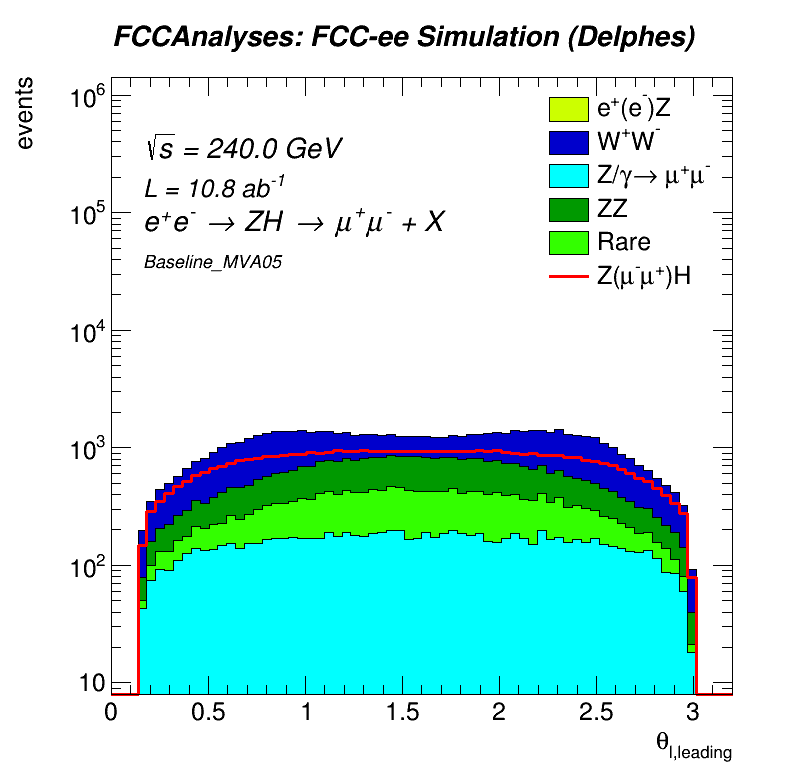 FCCAnalyses: FCC-ee Simulation (Delphes)
events
√s = 240.0 GeV
L = 10.8 ab⁻¹
e⁺e⁻ → ZH → μ⁺μ⁻ + X
Baseline_MVA05
e⁺(e⁻)Z
W⁺W⁻
Z/γ→ μ⁺μ⁻
ZZ
Rare
Z(μ⁻μ⁺)H
10⁶
10⁵
10⁴
10³
10²
10
0 0.5 1 1.5 2 2.5 3
θl,leading